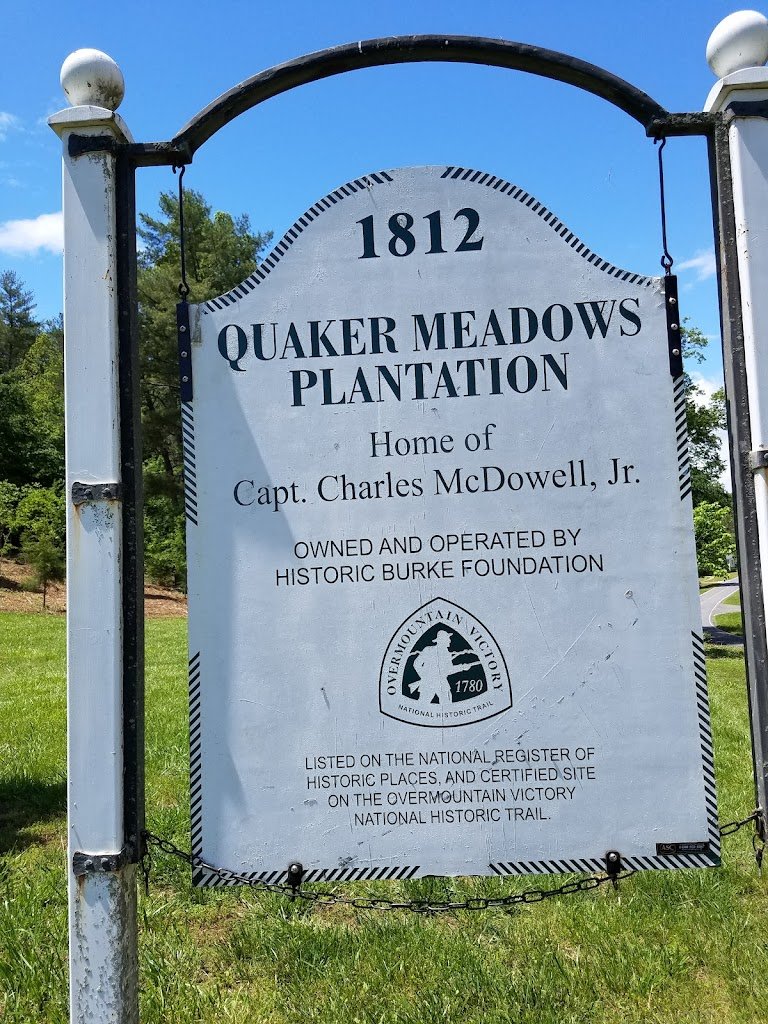 1812
QUAKER MEADOWS
PLANTATION
Home of
Capt. Charles McDowell, Jr.
OWNED AND OPERATED BY
HISTORIC BURKE FOUNDATION
OVERMOUNTAIN VICTORY
1780
NATIONAL HISTORIC TRAIL
LISTED ON THE NATIONAL REGISTER OF
HISTORIC PLACES, AND CERTIFIED SITE
ON THE OVERMOUNTAIN VICTORY
NATIONAL HISTORIC TRAIL.
ASC